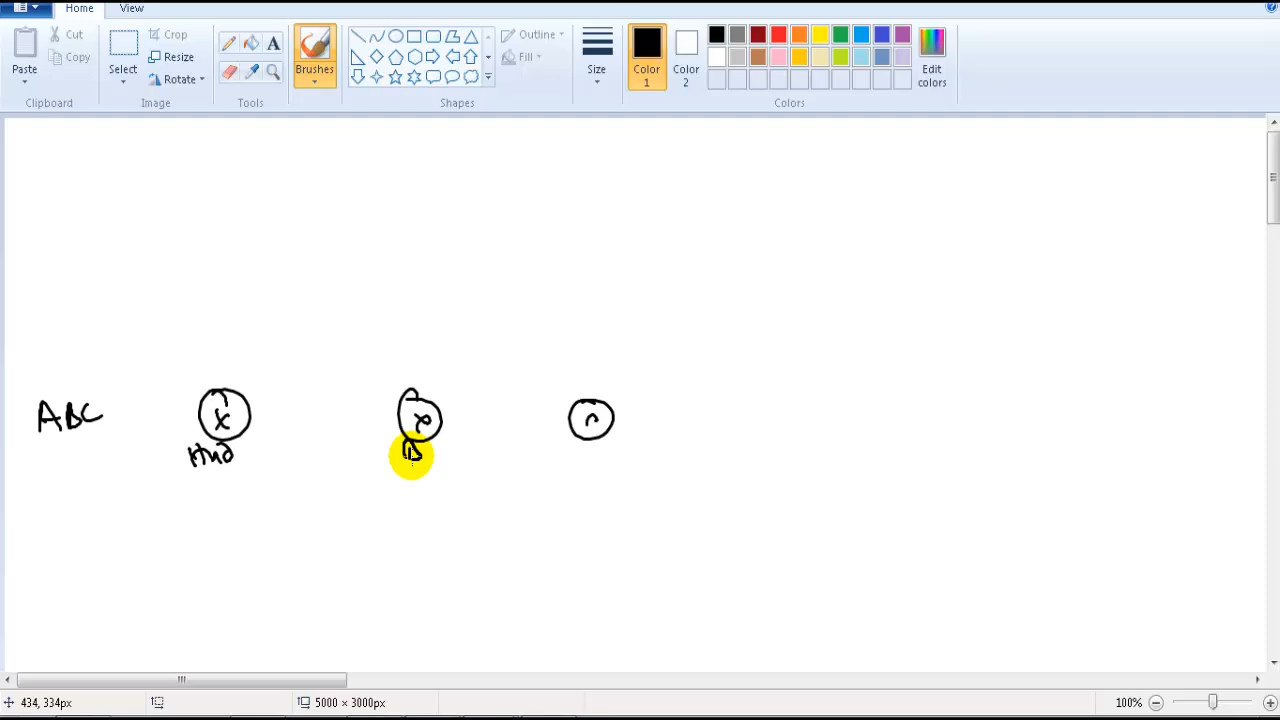 Home View
Cut
Copy
Paste
Clipboard
Crop
Resize
Rotate
Select
Image
A
Tools
Brushes
Outline
Fill
Shapes
Size
Color 1
Color 2
Edit colors
Colors
ABC
x
434, 334px
5000 × 3000px
100%